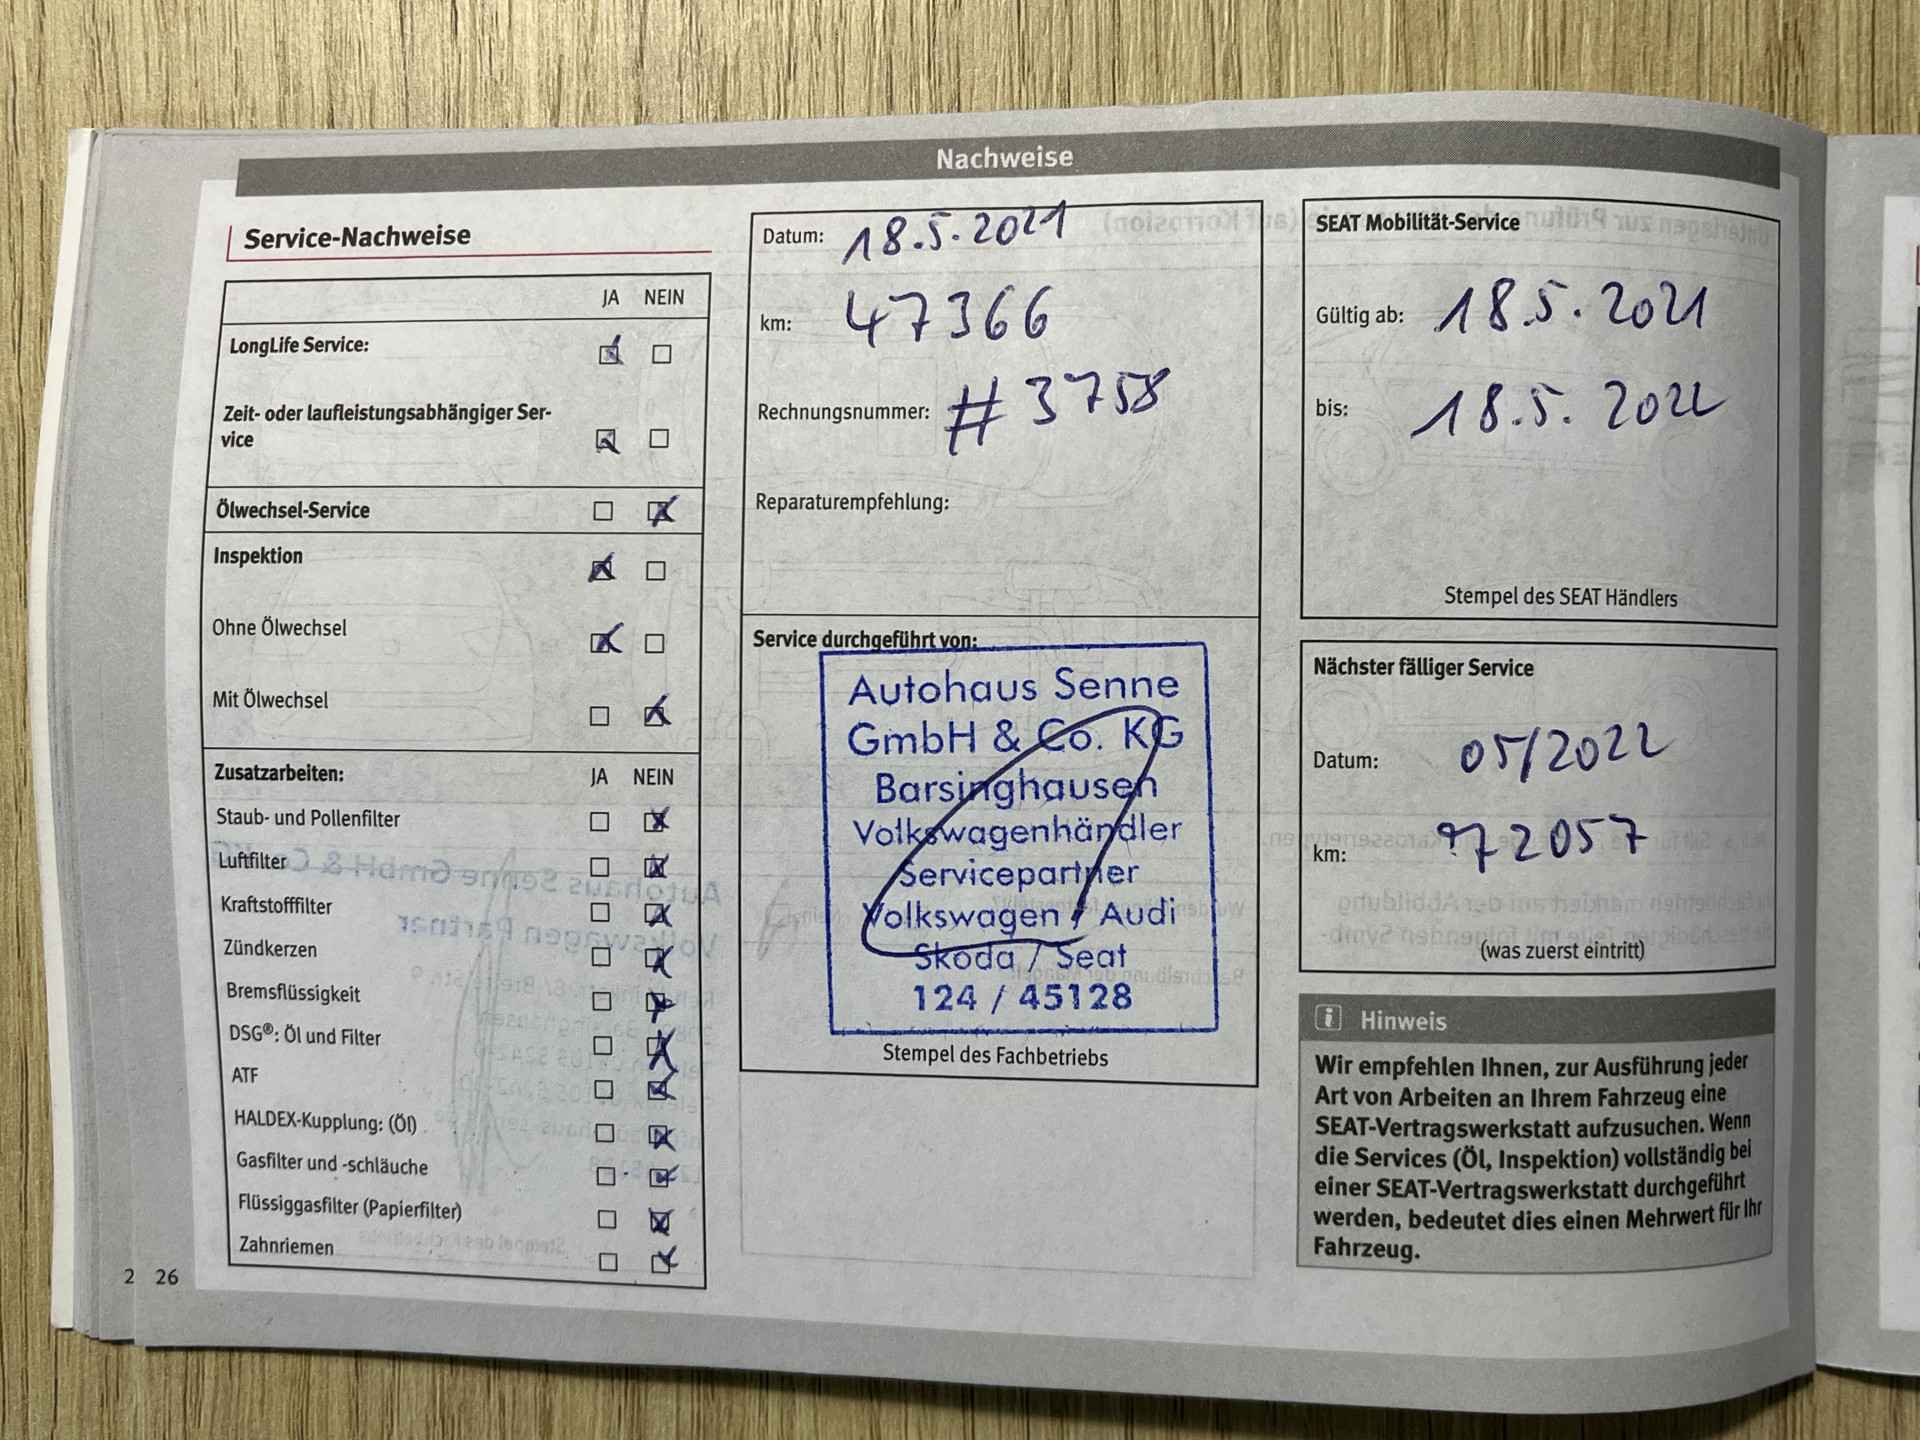 Nachweise
Service-Nachweise
JA NEIN
LongLife Service:
Zeit- oder laufleistungsabhängiger Ser-
vice
Ölwechsel-Service
Inspektion
Ohne Ölwechsel
Mit Ölwechsel
Zusatzarbeiten: JA NEIN
Staub- und Pollenfilter
Luftfilter
Kraftstofffilter
Zündkerzen
Bremsflüssigkeit
DSG®: Öl und Filter
ATF
HALDEX-Kupplung: (Öl)
Gasfilter und -schläuche
Flüssiggasfilter (Papierfilter)
Zahnriemen
2 26
Datum: 18.5.2021
km: 47366
Rechnungsnummer: #3758
Reparaturempfehlung:
Service durchgeführt von:
Autohaus Senne
GmbH & Co. KG
Barsinghausen
Volkswagenhändler
Servicepartner
Volkswagen / Audi
Skoda / Seat
124 / 45128
Stempel des Fachbetriebs
SEAT Mobilität-Service
Gültig ab: 18.5.2021
bis: 18.5.2022
Stempel des SEAT Händlers
Nächster fälliger Service
Datum: 05/2022
km: 72057
(was zuerst eintritt)
i Hinweis
Wir empfehlen Ihnen, zur Ausführung jeder
Art von Arbeiten an Ihrem Fahrzeug eine
SEAT-Vertragswerkstatt aufzusuchen. Wenn
die Services (Öl, Inspektion) vollständig bei
einer SEAT-Vertragswerkstatt durchgeführt
werden, bedeutet dies einen Mehrwert für Ihr
Fahrzeug.